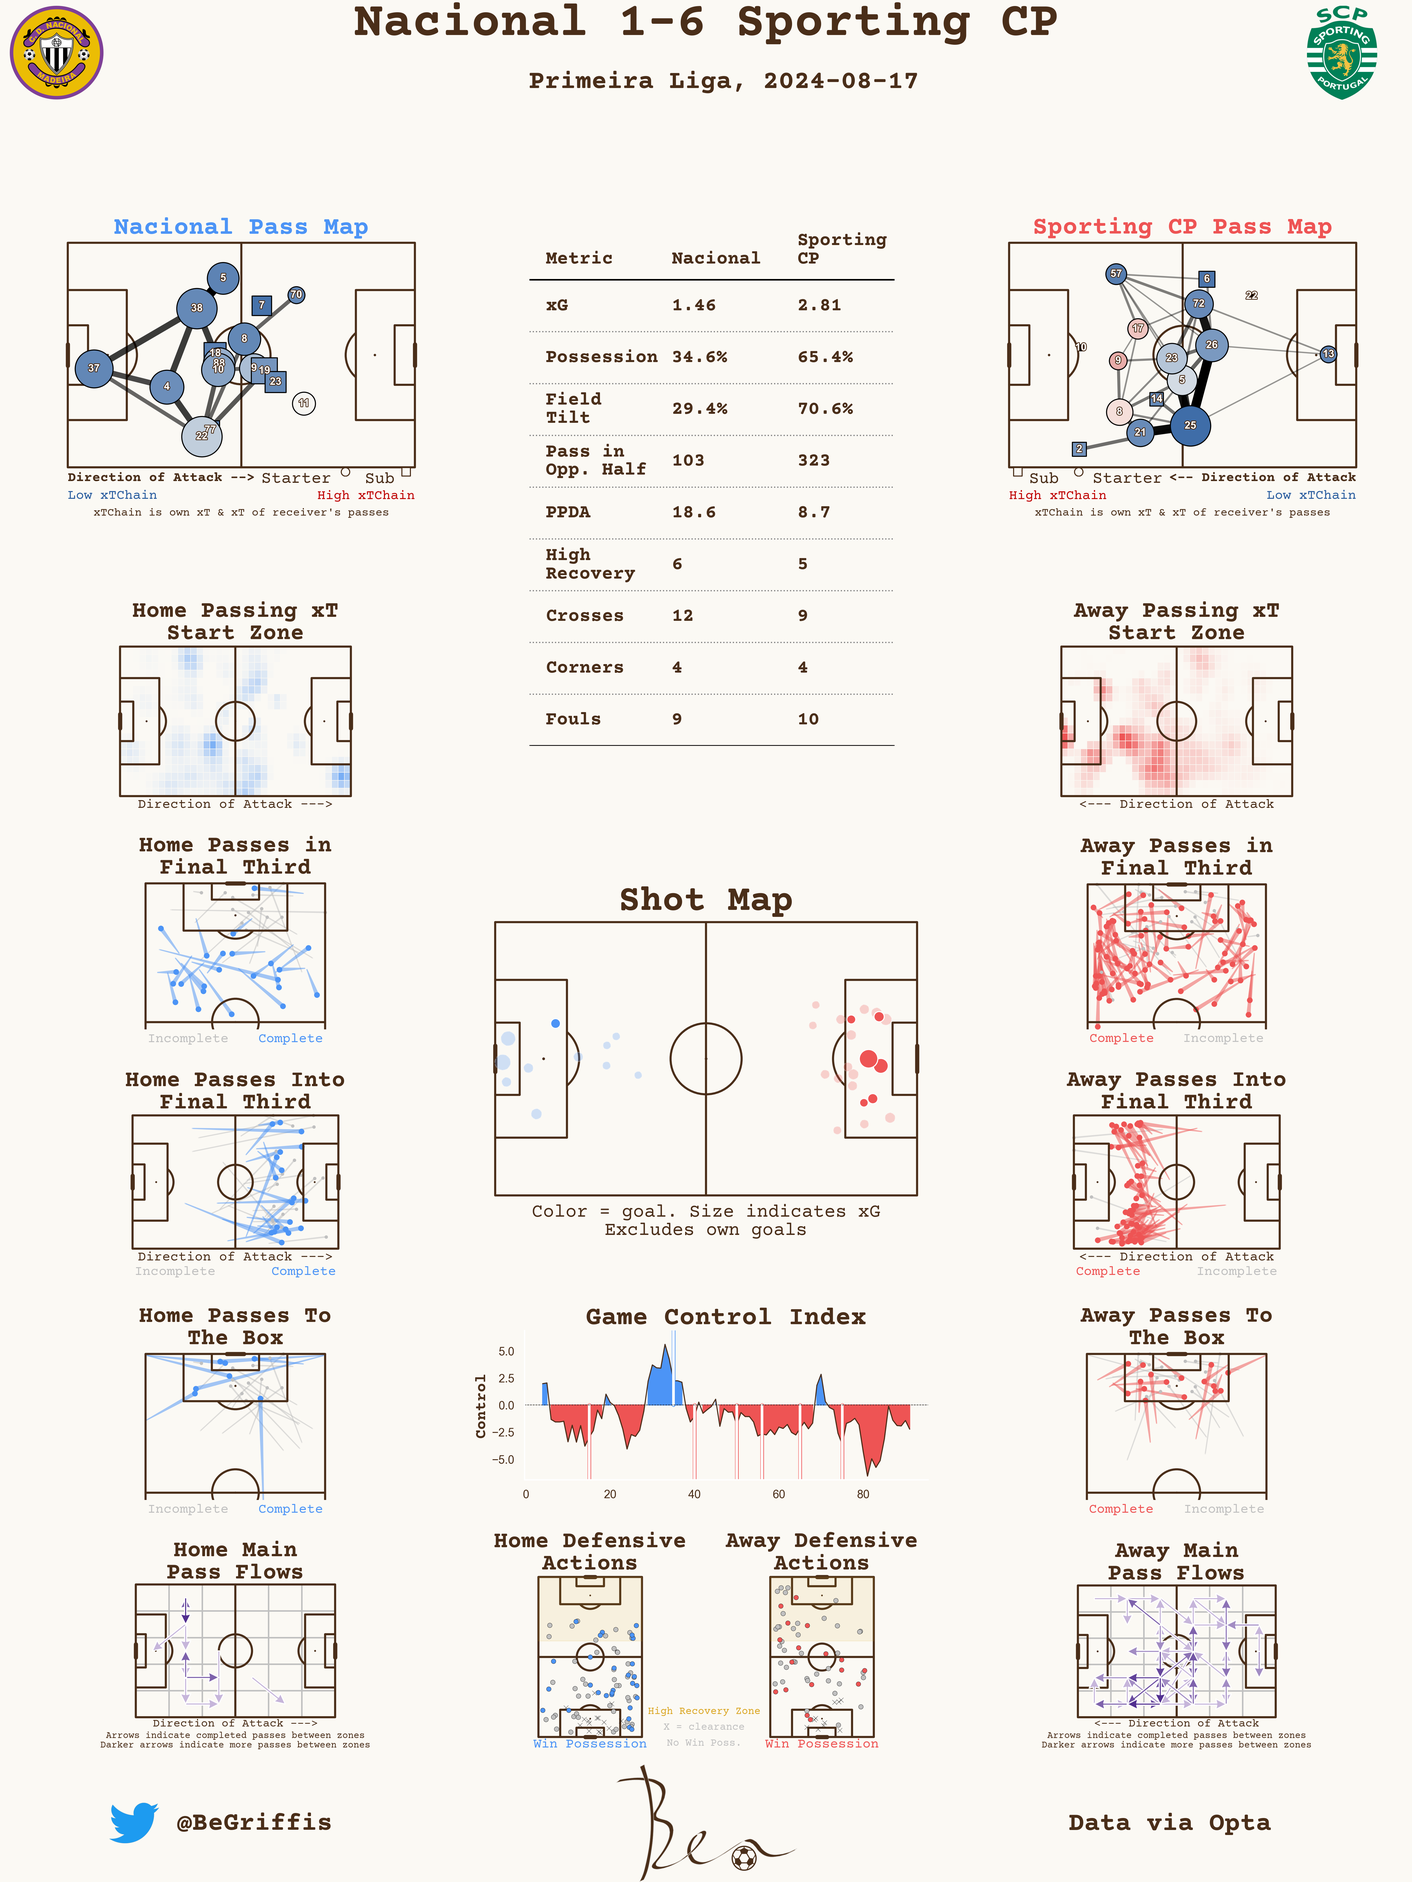 Nacional 1-6 Sporting CP
Primeira Liga, 2024-08-17
C. D. NACIONAL
MADEIRA
SCP
SPORTING
PORTUGAL
Nacional Pass Map
5
38
7
70
8
18
88
10
9
19
23
37
4
11
77
22
Direction of Attack --> Starter Sub
Low xTChain High xTChain
xTChain is own xT & xT of receiver's passes
Metric Nacional Sporting CP
xG 1.46 2.81
Possession 34.6% 65.4%
Field Tilt 29.4% 70.6%
Pass in Opp. Half 103 323
PPDA 18.6 8.7
High Recovery 6 5
Crosses 12 9
Corners 4 4
Fouls 9 10
Sporting CP Pass Map
57
6
22
72
17
10
26
9
23
13
5
14
8
25
21
2
Sub Starter <-- Direction of Attack
High xTChain Low xTChain
xTChain is own xT & xT of receiver's passes
Home Passing xT
Start Zone
Direction of Attack --->
Away Passing xT
Start Zone
<--- Direction of Attack
Home Passes in
Final Third
Incomplete Complete
Away Passes in
Final Third
Complete Incomplete
Shot Map
Color = goal. Size indicates xG
Excludes own goals
Home Passes Into
Final Third
Direction of Attack --->
Incomplete Complete
Away Passes Into
Final Third
<--- Direction of Attack
Complete Incomplete
Home Passes To
The Box
Incomplete Complete
Game Control Index
Control
5.0
2.5
0.0
−2.5
−5.0
0 20 40 60 80
Away Passes To
The Box
Complete Incomplete
Home Main
Pass Flows
Direction of Attack --->
Arrows indicate completed passes between zones
Darker arrows indicate more passes between zones
Home Defensive
Actions
Win Possession
High Recovery Zone
X = clearance
No Win Poss.
Away Defensive
Actions
Win Possession
Away Main
Pass Flows
<--- Direction of Attack
Arrows indicate completed passes between zones
Darker arrows indicate more passes between zones
@BeGriffis
Ben
Data via Opta